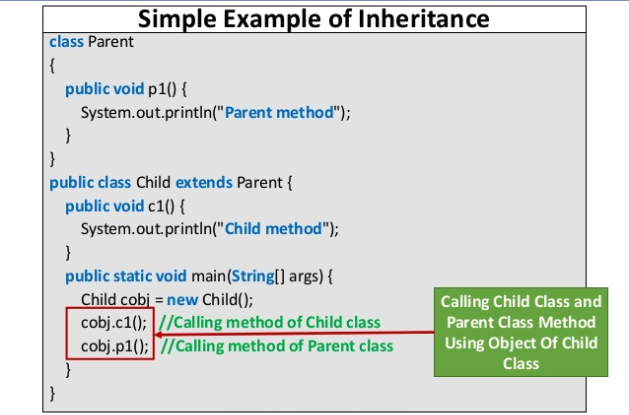 Simple Example of Inheritance
class Parent
{
public void p1() {
System.out.println("Parent method");
}
}
public class Child extends Parent {
public void c1() {
System.out.println("Child method");
}
public static void main(String[] args) {
Child cobj = new Child();
cobj.c1(); //Calling method of Child class
cobj.p1(); //Calling method of Parent class
}
}
Calling Child Class and
Parent Class Method
Using Object Of Child
Class